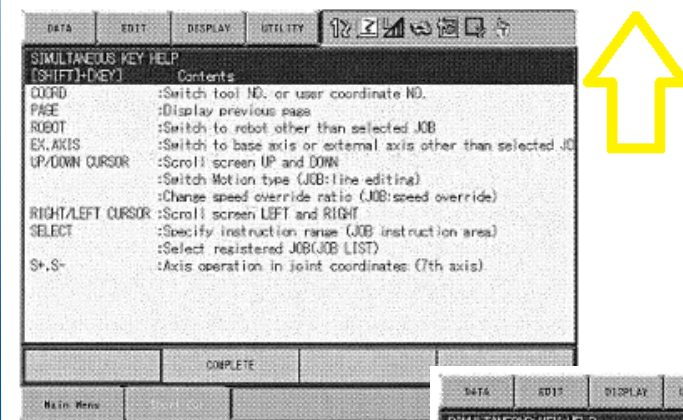 DATA EDIT DISPLAY UTILITY
SIMULTANEOUS KEY HELP
[SHIFT]+[KEY] Contents
COORD :Switch tool NO. or user coordinate NO.
PAGE :Display previous page
ROBOT :Switch to robot other than selected JOB
EX.AXIS :Switch to base axis or external axis other than selected JO
UP/DOWN CURSOR :Scroll screen UP and DOWN
:Switch Motion type (JOB:line editing)
:Change speed override ratio (JOB:speed override)
RIGHT/LEFT CURSOR :Scroll screen LEFT and RIGHT
SELECT :Specify instruction range (JOB instruction area)
:Select registered JOB(JOB LIST)
S+,S- :Axis operation in joint coordinates (7th axis)
COMPLETE
Main Menu
DATA EDIT DISPLAY U